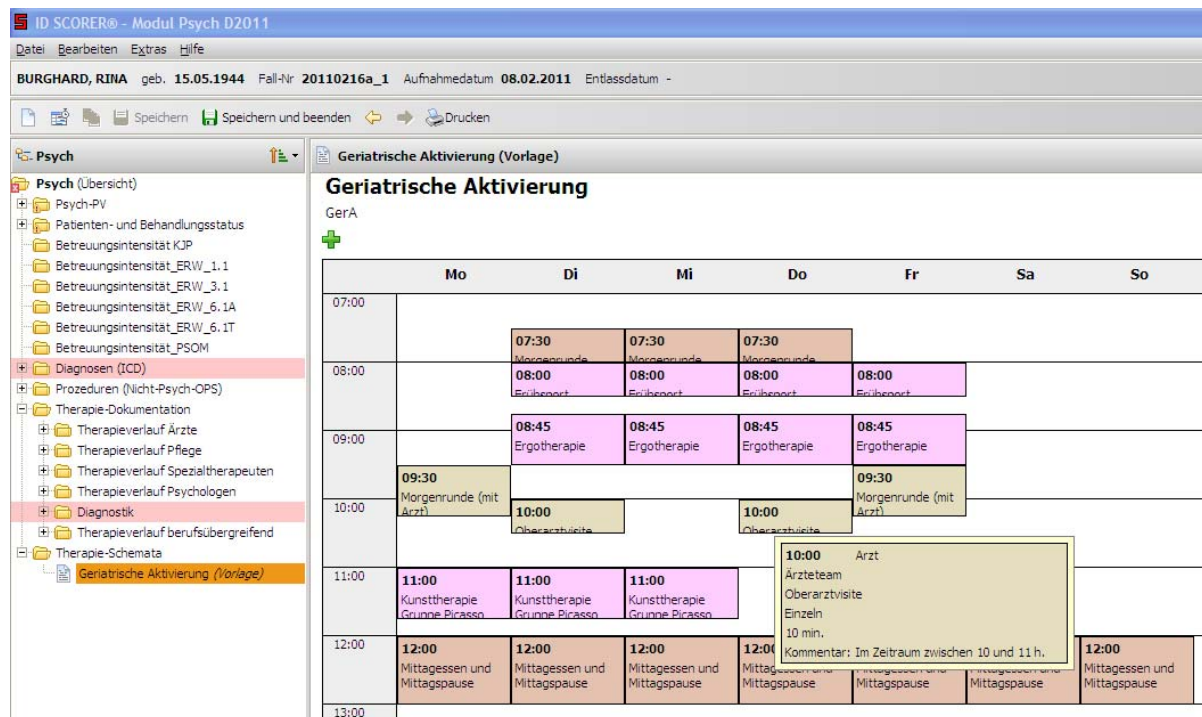 ID SCORER® - Modul Psych D2011
Datei Bearbeiten Extras Hilfe
BURGHARD, RINA geb. 15.05.1944 Fall-Nr 20110216a_1 Aufnahmedatum 08.02.2011 Entlassdatum -
Speichern Speichern und beenden Drucken
Psych
Psych (Übersicht)
Psych-PV
Patienten- und Behandlungsstatus
Betreuungsintensität KJP
Betreuungsintensität_ERW_1.1
Betreuungsintensität_ERW_3.1
Betreuungsintensität_ERW_6.1A
Betreuungsintensität_ERW_6.1T
Betreuungsintensität_PSOM
Diagnosen (ICD)
Prozeduren (Nicht-Psych-OPS)
Therapie-Dokumentation
Therapieverlauf Ärzte
Therapieverlauf Pflege
Therapieverlauf Spezialtherapeuten
Therapieverlauf Psychologen
Diagnostik
Therapieverlauf berufsübergreifend
Therapie-Schemata
Geriatrische Aktivierung (Vorlage)
Geriatrische Aktivierung (Vorlage)
Geriatrische Aktivierung
GerA
Mo Di Mi Do Fr Sa So
07:00
07:30 07:30 07:30
Morgenrunde Morgenrunde Morgenrunde
08:00 08:00 08:00 08:00 08:00
Frühsport Frühsport Frühsport Frühsport
08:45 08:45 08:45 08:45
09:00 Ergotherapie Ergotherapie Ergotherapie Ergotherapie
09:30 09:30
Morgenrunde (mit Morgenrunde (mit
Arzt) Arzt)
10:00 10:00 10:00
Oberarztvisite Oberarztvisite
10:00 Arzt
Ärzteteam
Oberarztvisite
Einzeln
10 min.
Kommentar: Im Zeitraum zwischen 10 und 11 h.
11:00 11:00 11:00 11:00
Kunsttherapie Kunsttherapie Kunsttherapie
Gruppe Picasso Gruppe Picasso Gruppe Picasso
12:00 12:00 12:00 12:00 12:00 12:00
Mittagessen und Mittagessen und Mittagessen und Mittagessen und Mittagessen und Mittagessen und Mittagessen und
Mittagspause Mittagspause Mittagspause Mittagspause Mittagspause Mittagspause Mittagspause
13:00